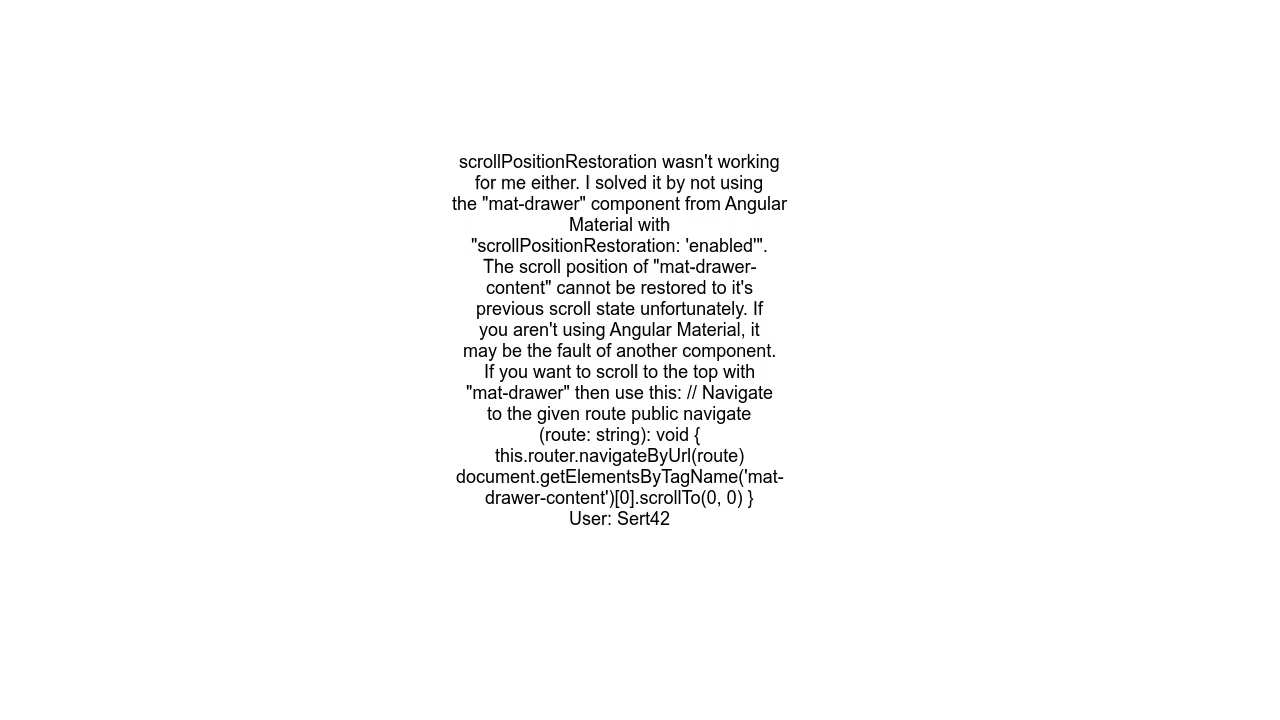 scrollPositionRestoration wasn't working
for me either. I solved it by not using
the "mat-drawer" component from Angular
Material with
"scrollPositionRestoration: 'enabled'".
The scroll position of "mat-drawer-
content" cannot be restored to it's
previous scroll state unfortunately. If
you aren't using Angular Material, it
may be the fault of another component.
If you want to scroll to the top with
"mat-drawer" then use this: // Navigate
to the given route public navigate
(route: string): void {
this.router.navigateByUrl(route)
document.getElementsByTagName('mat-
drawer-content')[0].scrollTo(0, 0) }
User: Sert42